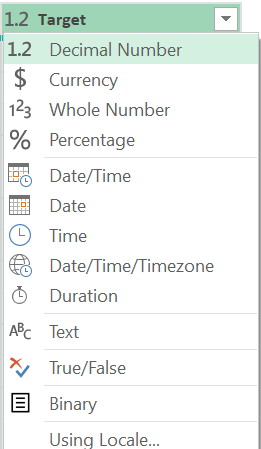 1.2 Target
1.2 Decimal Number
$ Currency
1²3 Whole Number
% Percentage
Date/Time
Date
Time
Date/Time/Timezone
Duration
ABC Text
True/False
Binary
Using Locale...